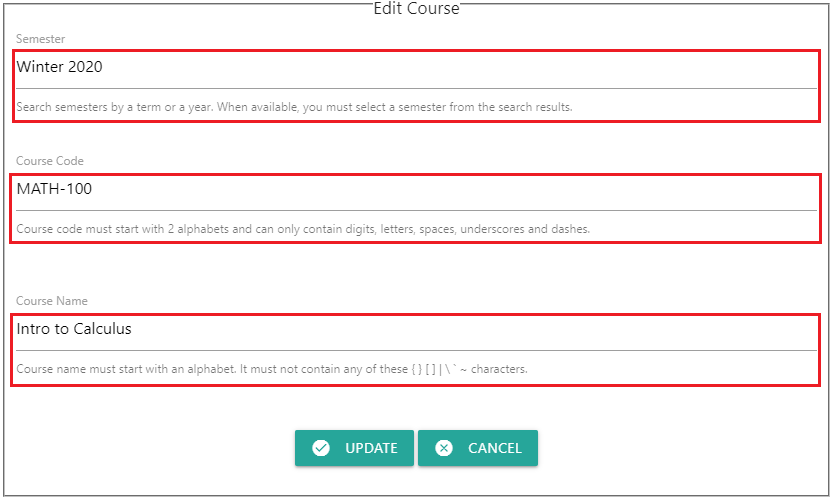 Edit Course
Semester
Winter 2020
Search semesters by a term or a year. When available, you must select a semester from the search results.
Course Code
MATH-100
Course code must start with 2 alphabets and can only contain digits, letters, spaces, underscores and dashes.
Course Name
Intro to Calculus
Course name must start with an alphabet. It must not contain any of these { } [ ] | \ ` ~ characters.
UPDATE CANCEL